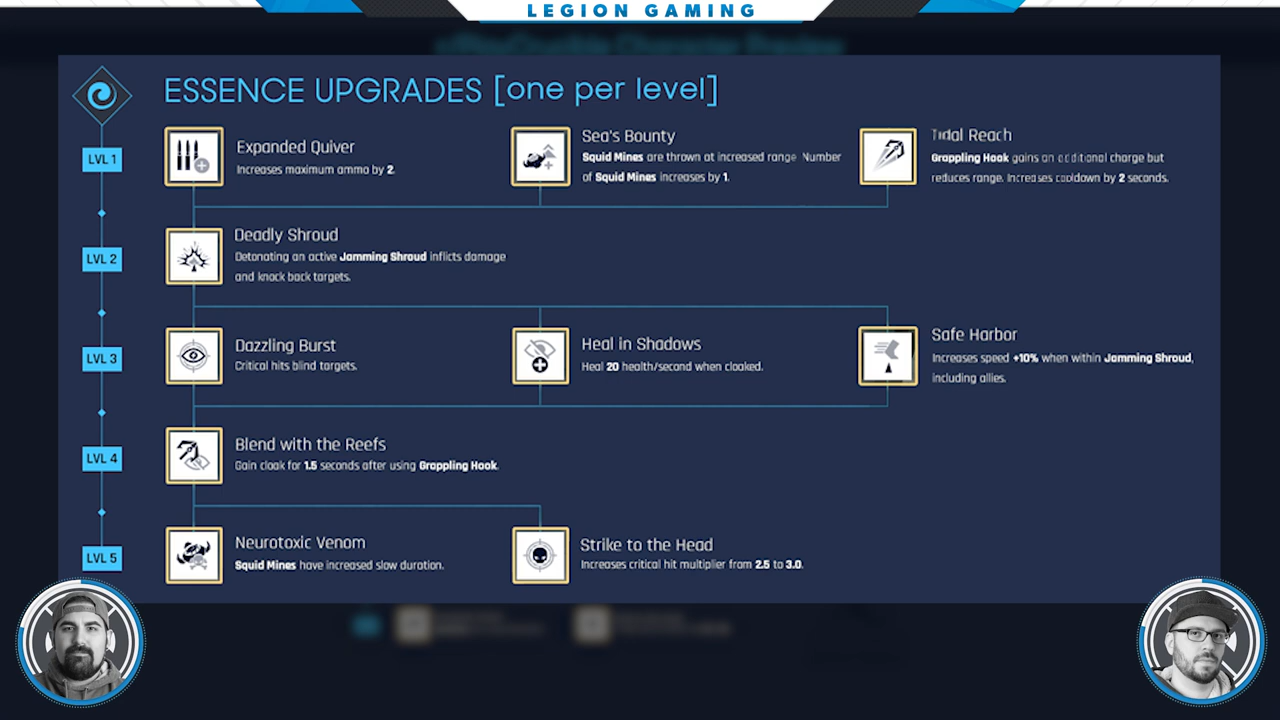 LEGION GAMING
ESSENCE UPGRADES [one per level]
LVL 1
Expanded Quiver
Increases maximum ammo by 2.
Sea's Bounty
Squid Mines are thrown at increased range Number
of Squid Mines increases by 1.
Tidal Reach
Grappling Hook gains an additional charge but
reduces range. Increases cooldown by 2 seconds.
LVL 2
Deadly Shroud
Detonating an active Jamming Shroud inflicts damage
and knock back targets.
LVL 3
Dazzling Burst
Critical hits blind targets.
Heal in Shadows
Heal 20 health/second when cloaked.
Safe Harbor
Increases speed +10% when within Jamming Shroud,
including allies.
LVL 4
Blend with the Reefs
Gain cloak for 1.5 seconds after using Grappling Hook.
LVL 5
Neurotoxic Venom
Squid Mines have increased slow duration.
Strike to the Head
Increases critical hit multiplier from 2.5 to 3.0.